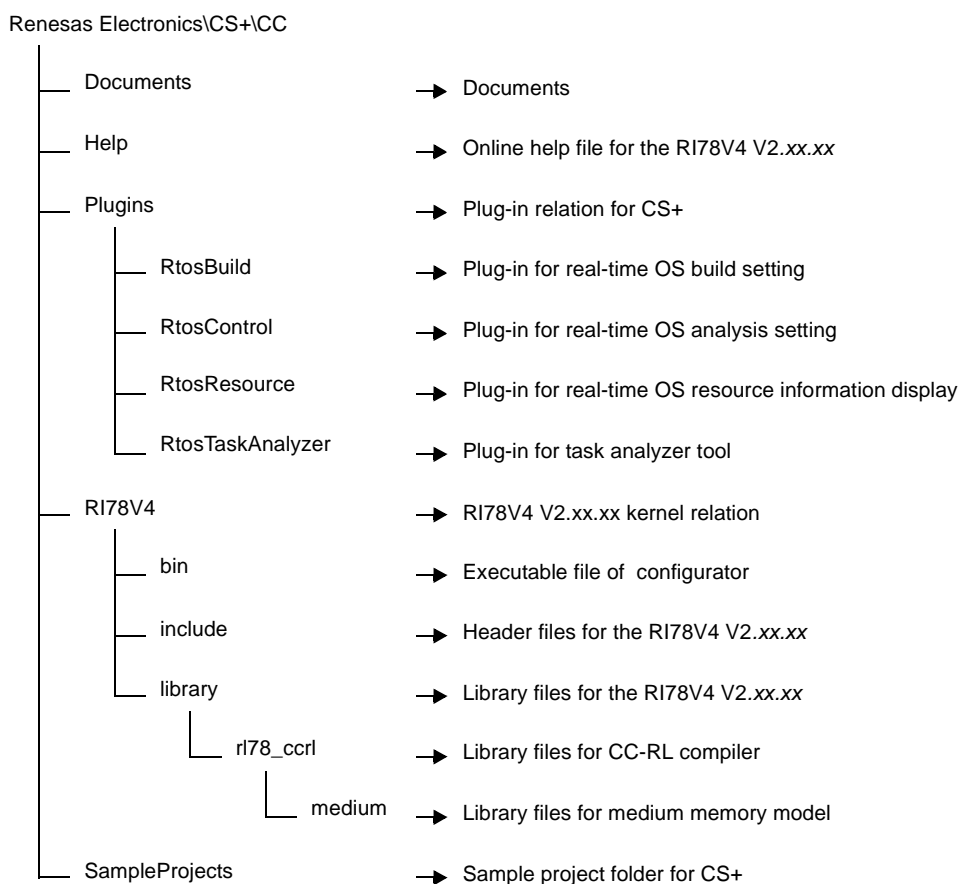 Renesas Electronics\CS+\CC
Documents Documents
Help Online help file for the RI78V4 V2.xx.xx
Plugins Plug-in relation for CS+
RtosBuild Plug-in for real-time OS build setting
RtosControl Plug-in for real-time OS analysis setting
RtosResource Plug-in for real-time OS resource information display
RtosTaskAnalyzer Plug-in for task analyzer tool
RI78V4 RI78V4 V2.xx.xx kernel relation
bin Executable file of configurator
include Header files for the RI78V4 V2.xx.xx
library Library files for the RI78V4 V2.xx.xx
rl78_ccrl Library files for CC-RL compiler
medium Library files for medium memory model
SampleProjects Sample project folder for CS+